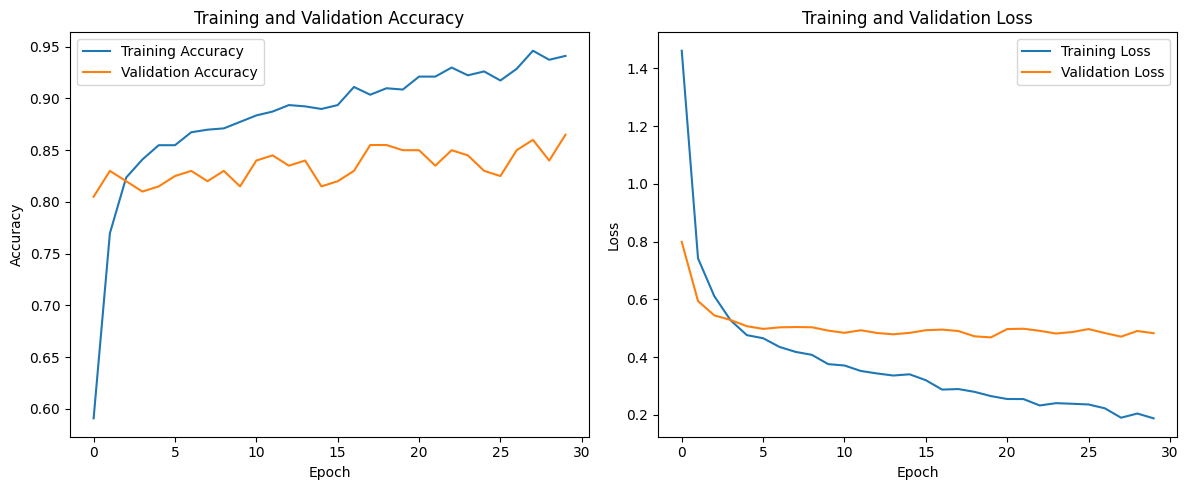 Training and Validation Accuracy
Training Accuracy
Validation Accuracy
0.95
0.90
0.85
0.80
0.75
0.70
0.65
0.60
Accuracy
0 5 10 15 20 25 30
Epoch
Training and Validation Loss
Training Loss
Validation Loss
1.4
1.2
1.0
0.8
0.6
0.4
0.2
Loss
0 5 10 15 20 25 30
Epoch